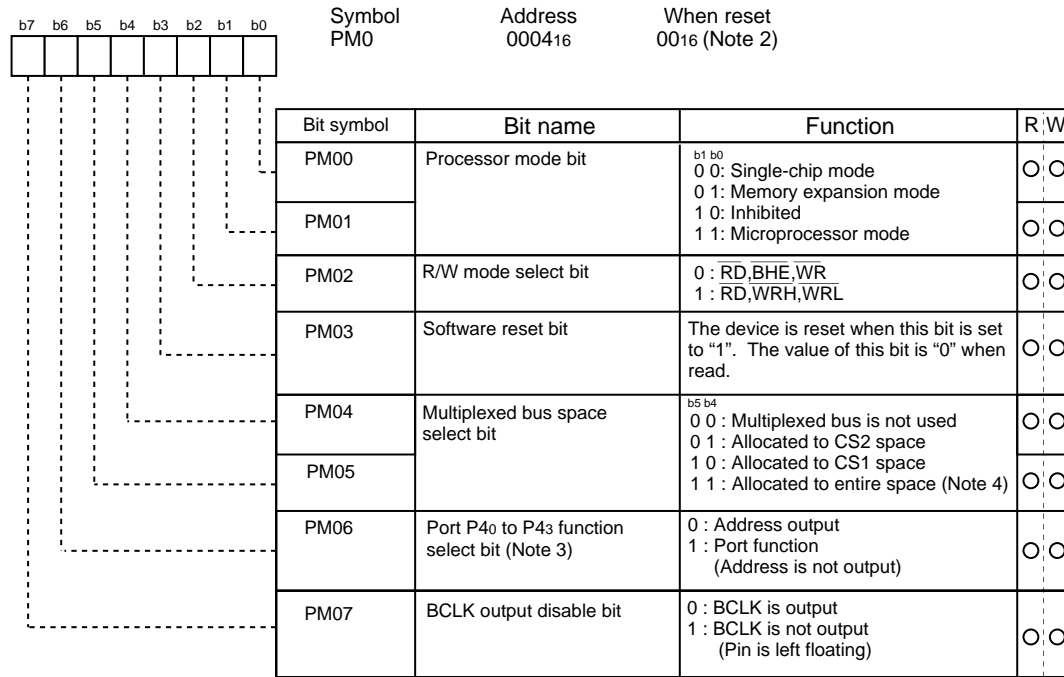 Symbol Address When reset
PM0 000416 0016 (Note 2)
b7 b6 b5 b4 b3 b2 b1 b0
Bit symbol Bit name Function R W
PM00 Processor mode bit
b1 b0
0 0: Single-chip mode
0 1: Memory expansion mode
1 0: Inhibited
1 1: Microprocessor mode
PM01
PM02 R/W mode select bit
0 : RD,BHE,WR
1 : RD,WRH,WRL
PM03 Software reset bit
The device is reset when this bit is set
to “1”. The value of this bit is “0” when
read.
PM04 Multiplexed bus space
select bit
b5 b4
0 0 : Multiplexed bus is not used
0 1 : Allocated to CS2 space
1 0 : Allocated to CS1 space
1 1 : Allocated to entire space (Note 4)
PM05
PM06 Port P40 to P43 function
select bit (Note 3)
0 : Address output
1 : Port function
(Address is not output)
PM07 BCLK output disable bit
0 : BCLK is output
1 : BCLK is not output
(Pin is left floating)